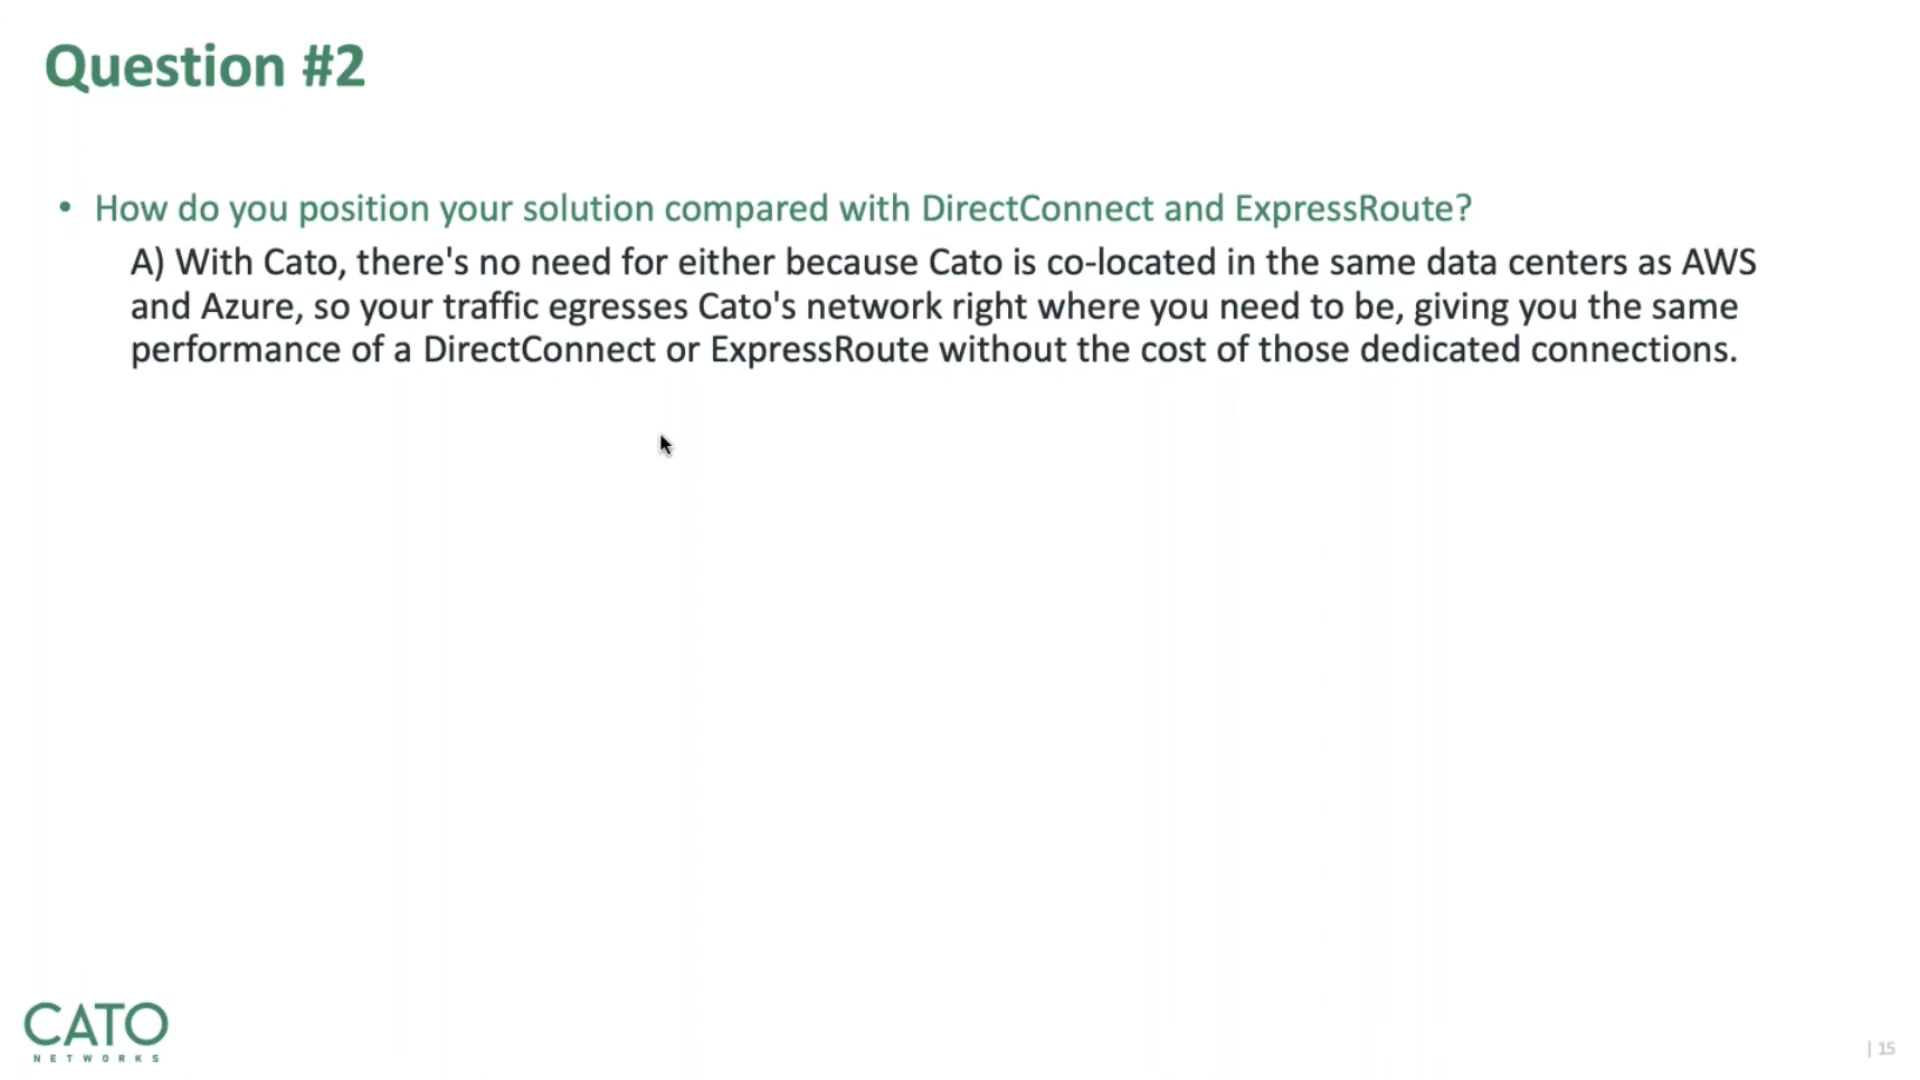 Question #2
• How do you position your solution compared with DirectConnect and ExpressRoute?
A) With Cato, there's no need for either because Cato is co-located in the same data centers as AWS
and Azure, so your traffic egresses Cato's network right where you need to be, giving you the same
performance of a DirectConnect or ExpressRoute without the cost of those dedicated connections.
CATO
NETWORKS
| 15